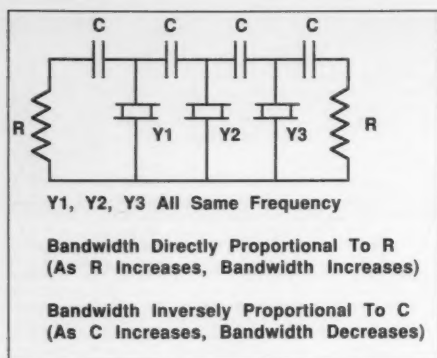 C C C C
R Y1 Y2 Y3 R
Y1, Y2, Y3 All Same Frequency
Bandwidth Directly Proportional To R
(As R Increases, Bandwidth Increases)
Bandwidth Inversely Proportional To C
(As C Increases, Bandwidth Decreases)